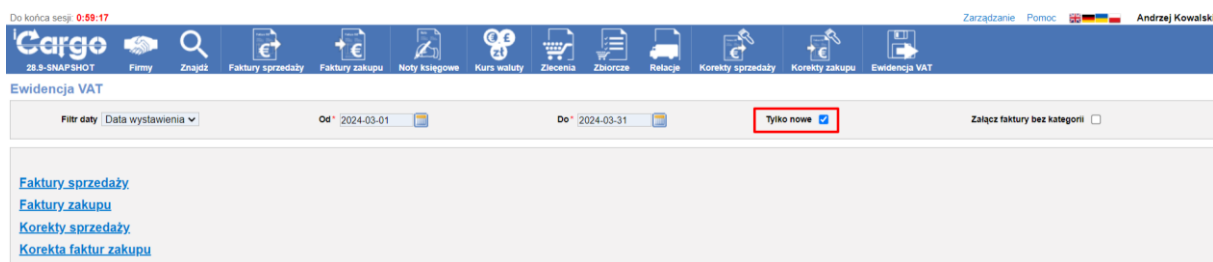 Do końca sesji: 0:59:17 Zarządzanie Pomoc Andrzej Kowalski
iCargo
28.9-SNAPSHOT Firmy Znajdź Faktury sprzedaży Faktury zakupu Noty księgowe Kurs waluty Zlecenia Zbiorcze Relacje Korekty sprzedaży Korekty zakupu Ewidencja VAT
Ewidencja VAT
Filtr daty Data wystawienia Od* 2024-03-01 Do* 2024-03-31 Tylko nowe Załącz faktury bez kategorii
Faktury sprzedaży
Faktury zakupu
Korekty sprzedaży
Korekta faktur zakupu